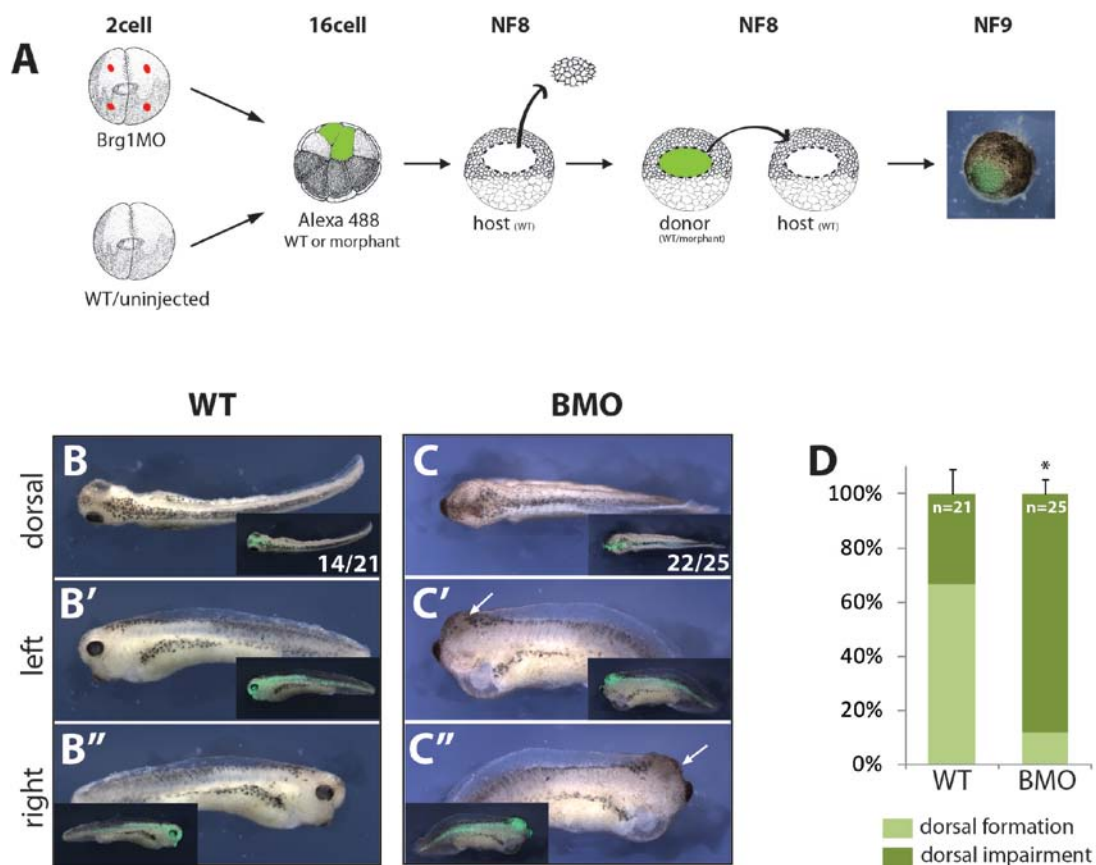 A
2cell
16cell
NF8
NF8
NF9
Brg1MO
WT/uninjected
Alexa 488
WT or morphant
host (WT)
donor
(WT/morphant)
host (WT)
WT
BMO
dorsal
left
right
B
14/21
C
22/25
B'
C'
B"
C"
D
*
100%
80%
60%
40%
20%
0%
n=21
n=25
WT
BMO
dorsal formation
dorsal impairment